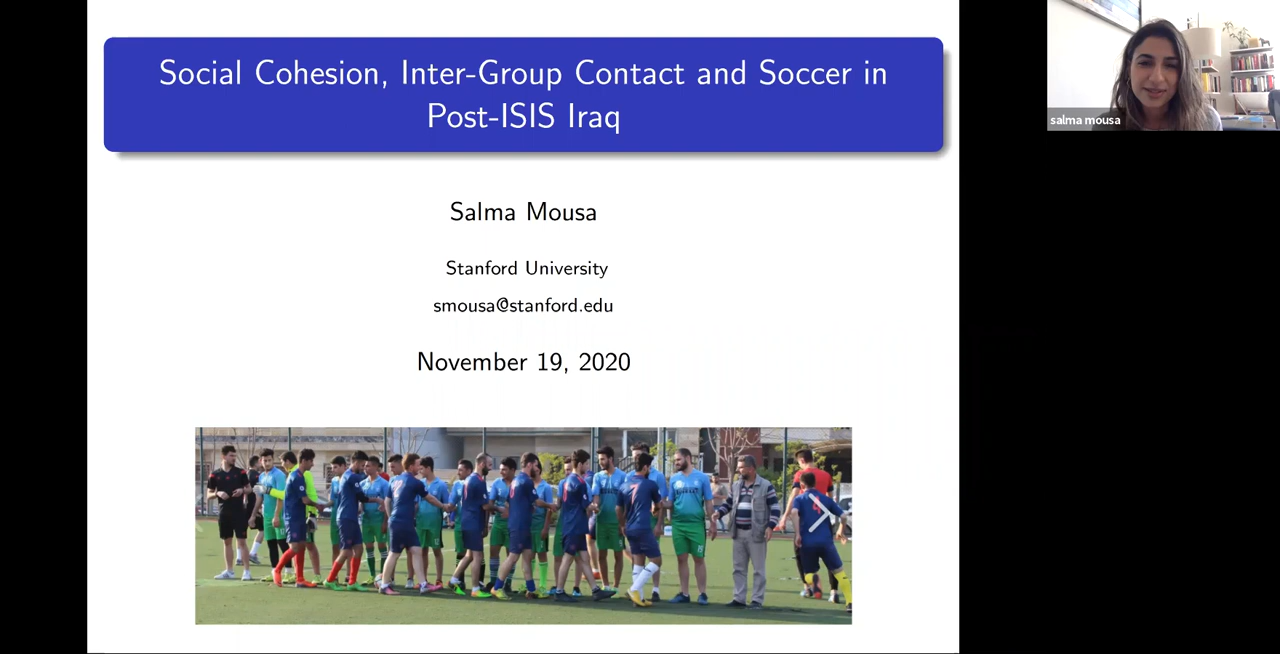 Social Cohesion, Inter-Group Contact and Soccer in
Post-ISIS Iraq
Salma Mousa
Stanford University
smousa@stanford.edu
November 19, 2020
salma mousa